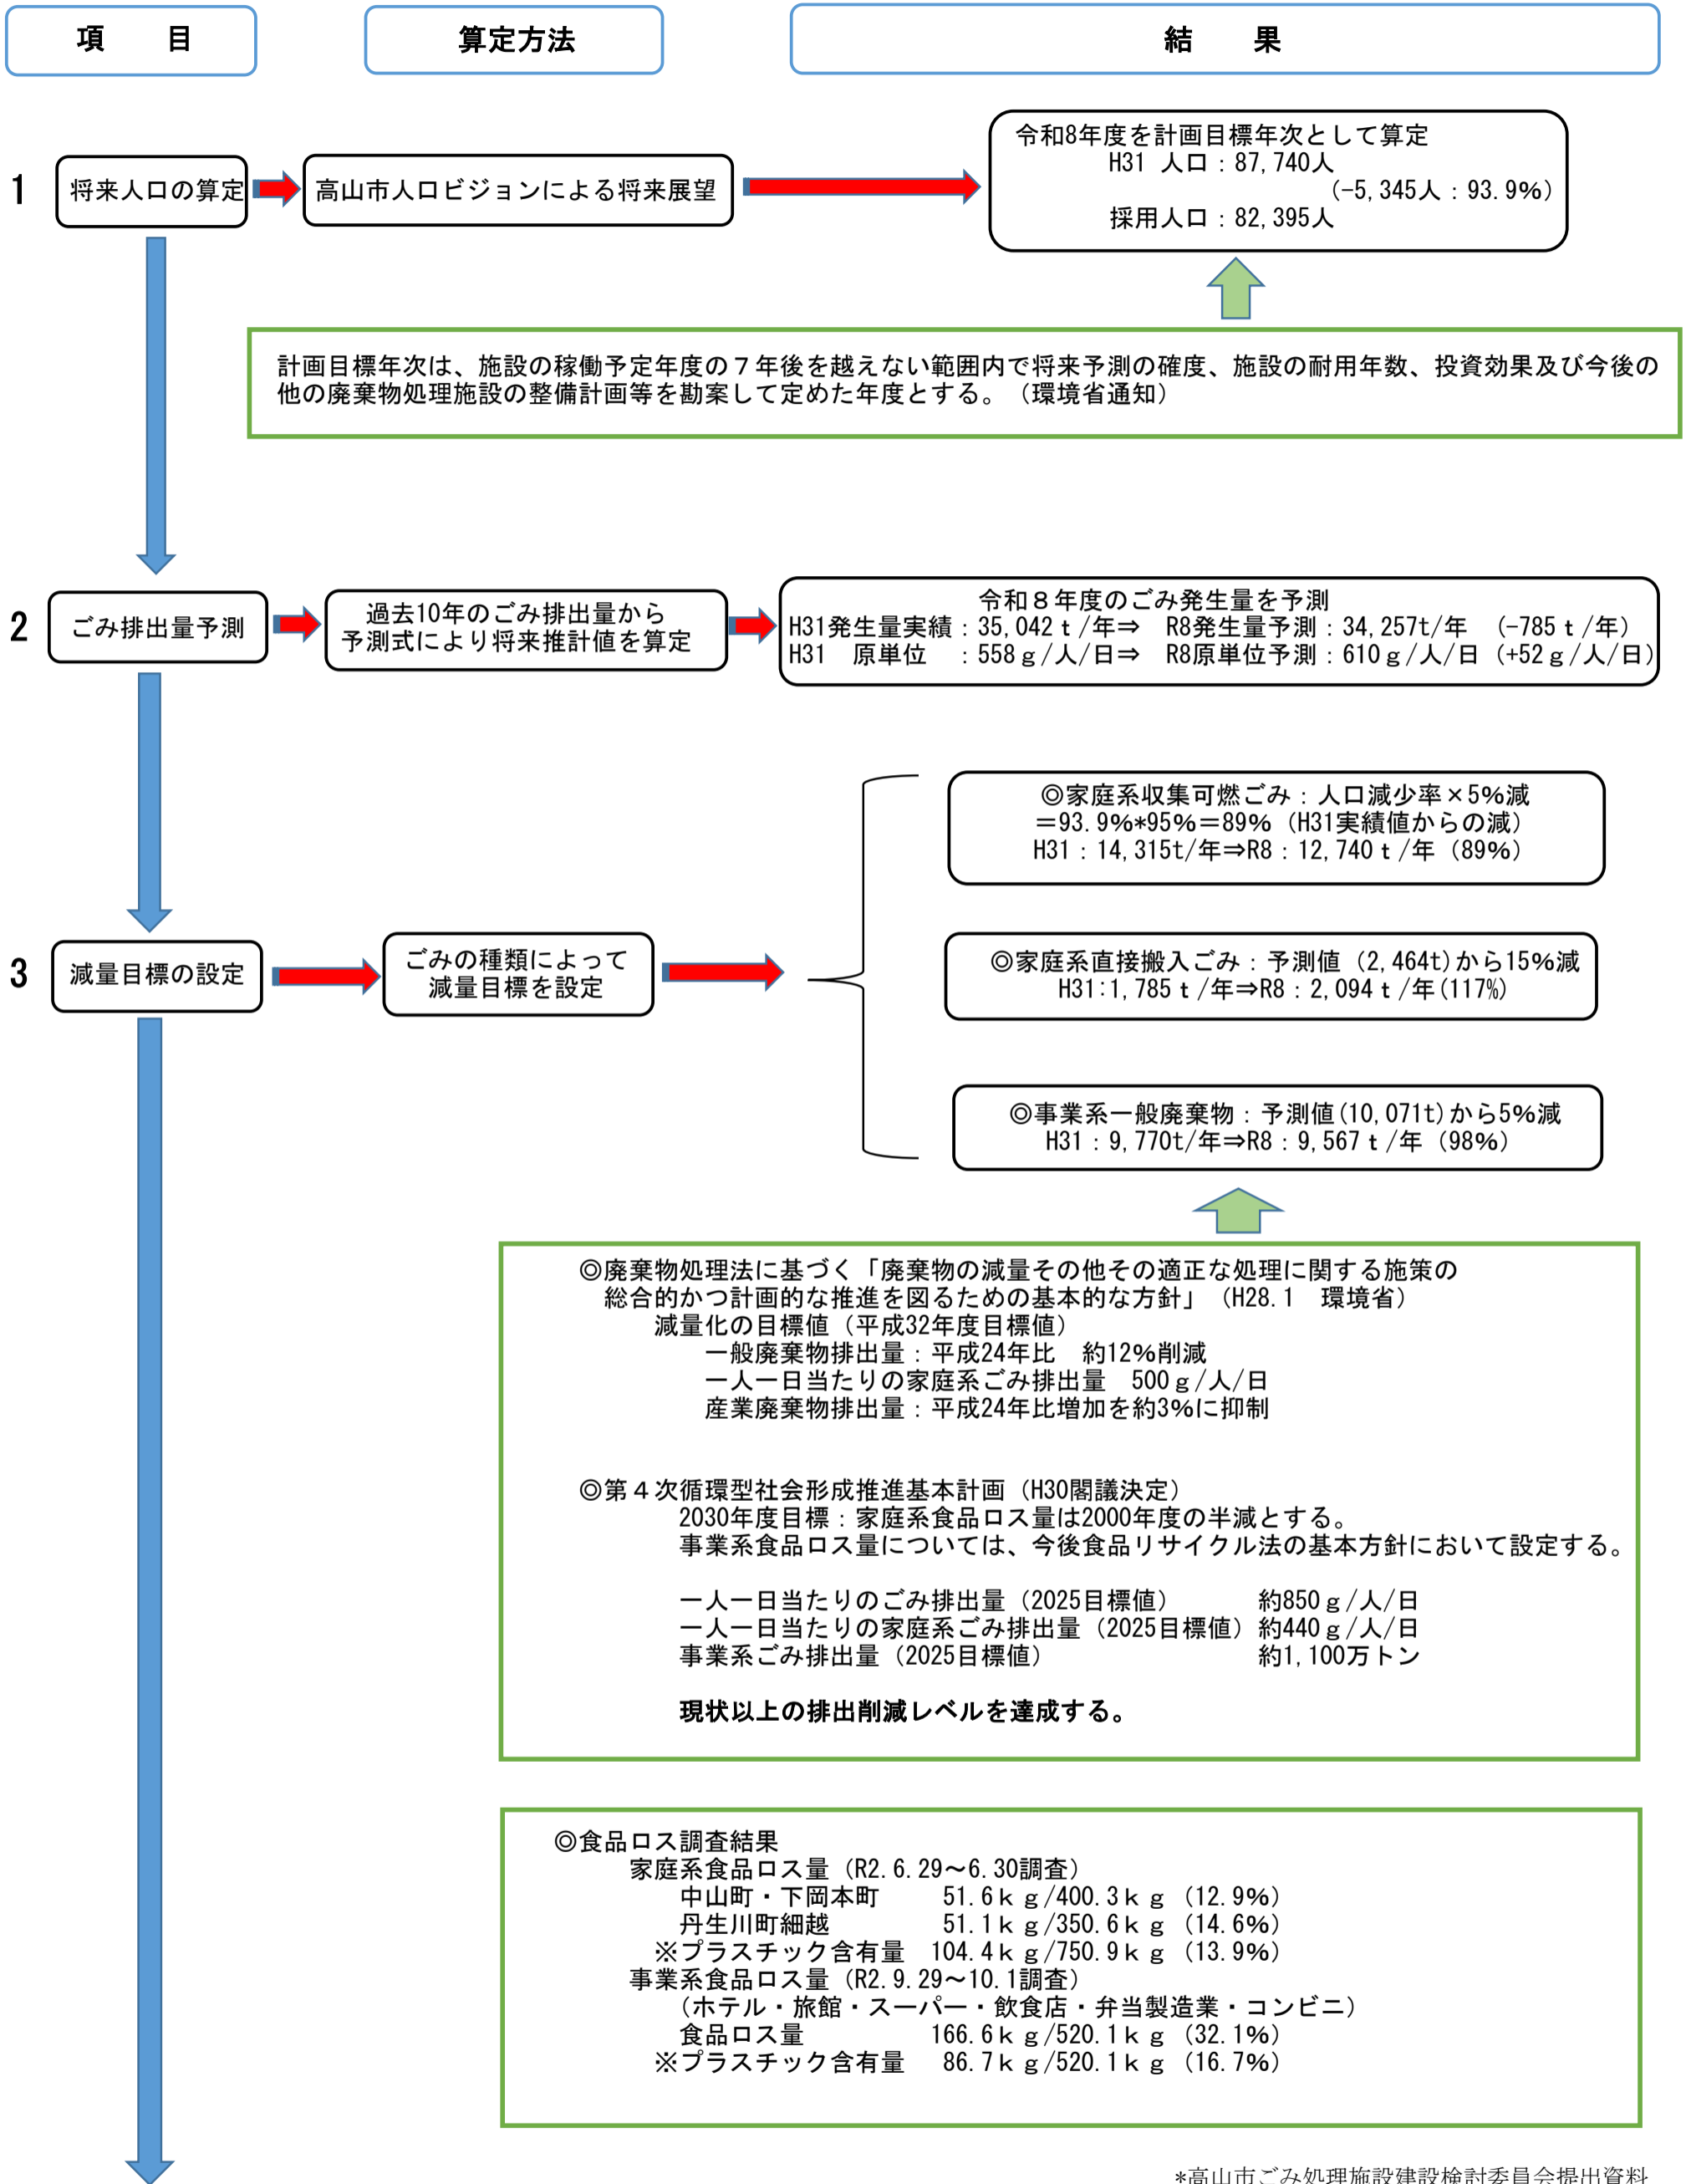 項　　目
算定方法
結　　果
1
将来人口の算定
高山市人口ビジョンによる将来展望
令和8年度を計画目標年次として算定
H31 人口：87,740人
(-5,345人：93.9%)
採用人口：82,395人
計画目標年次は、施設の稼働予定年度の７年後を越えない範囲内で将来予測の確度、施設の耐用年数、投資効果及び今後の
他の廃棄物処理施設の整備計画等を勘案して定めた年度とする。（環境省通知）
2
ごみ排出量予測
過去10年のごみ排出量から
予測式により将来推計値を算定
令和８年度のごみ発生量を予測
H31発生量実績：35,042ｔ/年⇒　R8発生量予測：34,257t/年　（-785ｔ/年）
H31　原単位　：558ｇ/人/日⇒　R8原単位予測：610ｇ/人/日（+52ｇ/人/日）
◎家庭系収集可燃ごみ：人口減少率×5%減
＝93.9%*95%＝89%（H31実績値からの減）
H31：14,315t/年⇒R8：12,740ｔ/年（89%）
3
減量目標の設定
ごみの種類によって
減量目標を設定
◎家庭系直接搬入ごみ：予測値（2,464t)から15%減
H31:1,785ｔ/年⇒R8：2,094ｔ/年(117%)
◎事業系一般廃棄物：予測値(10,071t)から5%減
H31：9,770t/年⇒R8：9,567ｔ/年（98%）
◎廃棄物処理法に基づく「廃棄物の減量その他その適正な処理に関する施策の
総合的かつ計画的な推進を図るための基本的な方針」（H28.1　環境省）
減量化の目標値（平成32年度目標値）
一般廃棄物排出量：平成24年比　約12%削減
一人一日当たりの家庭系ごみ排出量　500ｇ/人/日
産業廃棄物排出量：平成24年比増加を約3%に抑制
◎第４次循環型社会形成推進基本計画（H30閣議決定）
2030年度目標：家庭系食品ロス量は2000年度の半減とする。
事業系食品ロス量については、今後食品リサイクル法の基本方針において設定する。
一人一日当たりのごみ排出量（2025目標値）　　　　約850ｇ/人/日
一人一日当たりの家庭系ごみ排出量（2025目標値）約440ｇ/人/日
事業系ごみ排出量（2025目標値）　　　　　　　　　約1,100万トン
現状以上の排出削減レベルを達成する。
◎食品ロス調査結果
家庭系食品ロス量（R2.6.29～6.30調査）
中山町・下岡本町　　51.6ｋｇ/400.3ｋｇ（12.9%）
丹生川町細越　　　　51.1ｋｇ/350.6ｋｇ（14.6%）
※プラスチック含有量　104.4ｋｇ/750.9ｋｇ（13.9%）
事業系食品ロス量（R2.9.29～10.1調査）
（ホテル・旅館・スーパー・飲食店・弁当製造業・コンビニ）
食品ロス量　　　　　166.6ｋｇ/520.1ｋｇ（32.1%）
※プラスチック含有量　86.7ｋｇ/520.1ｋｇ（16.7%）
*高山市ごみ処理施設建設検討委員会提出資料